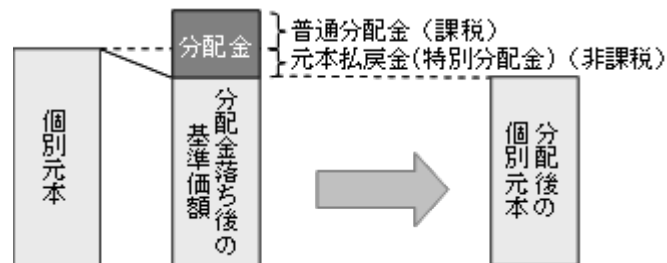 分配金
普通分配金（課税）
元本払戻金(特別分配金)（非課税）
個別元本
分配金落ち後の
基準価額
分配後の
個別元本